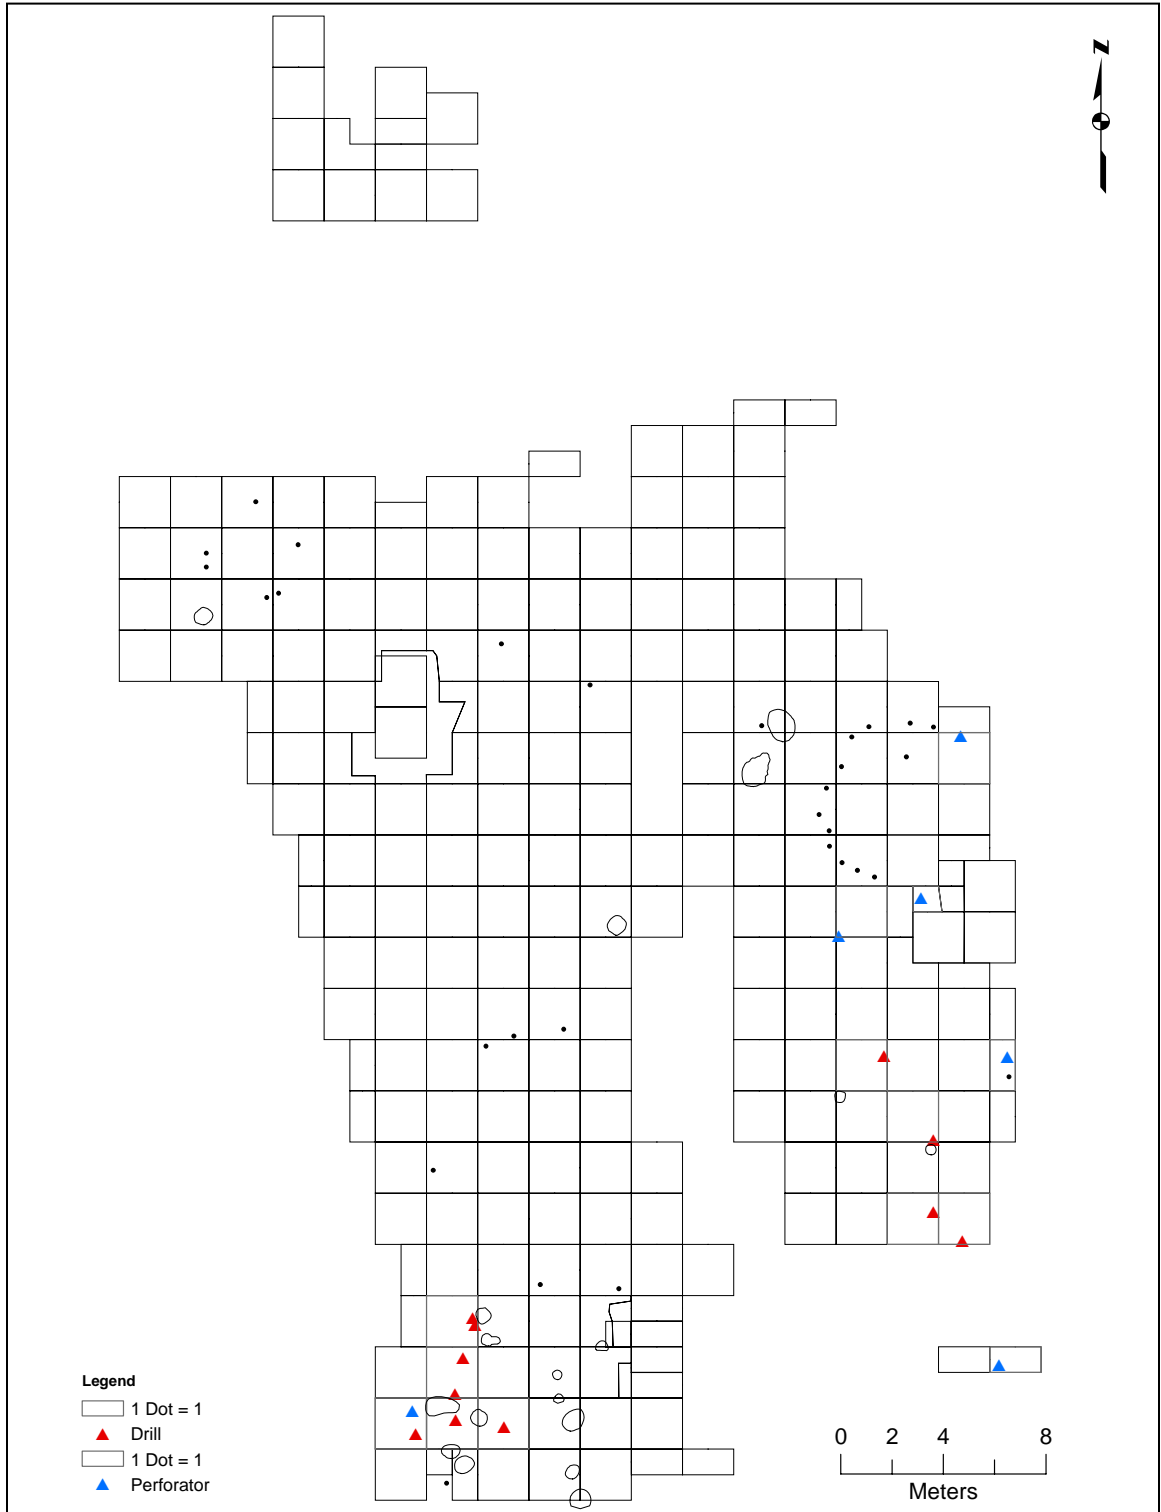 N
Legend
1 Dot = 1
Drill
1 Dot = 1
Perforator
0 2 4 8
Meters